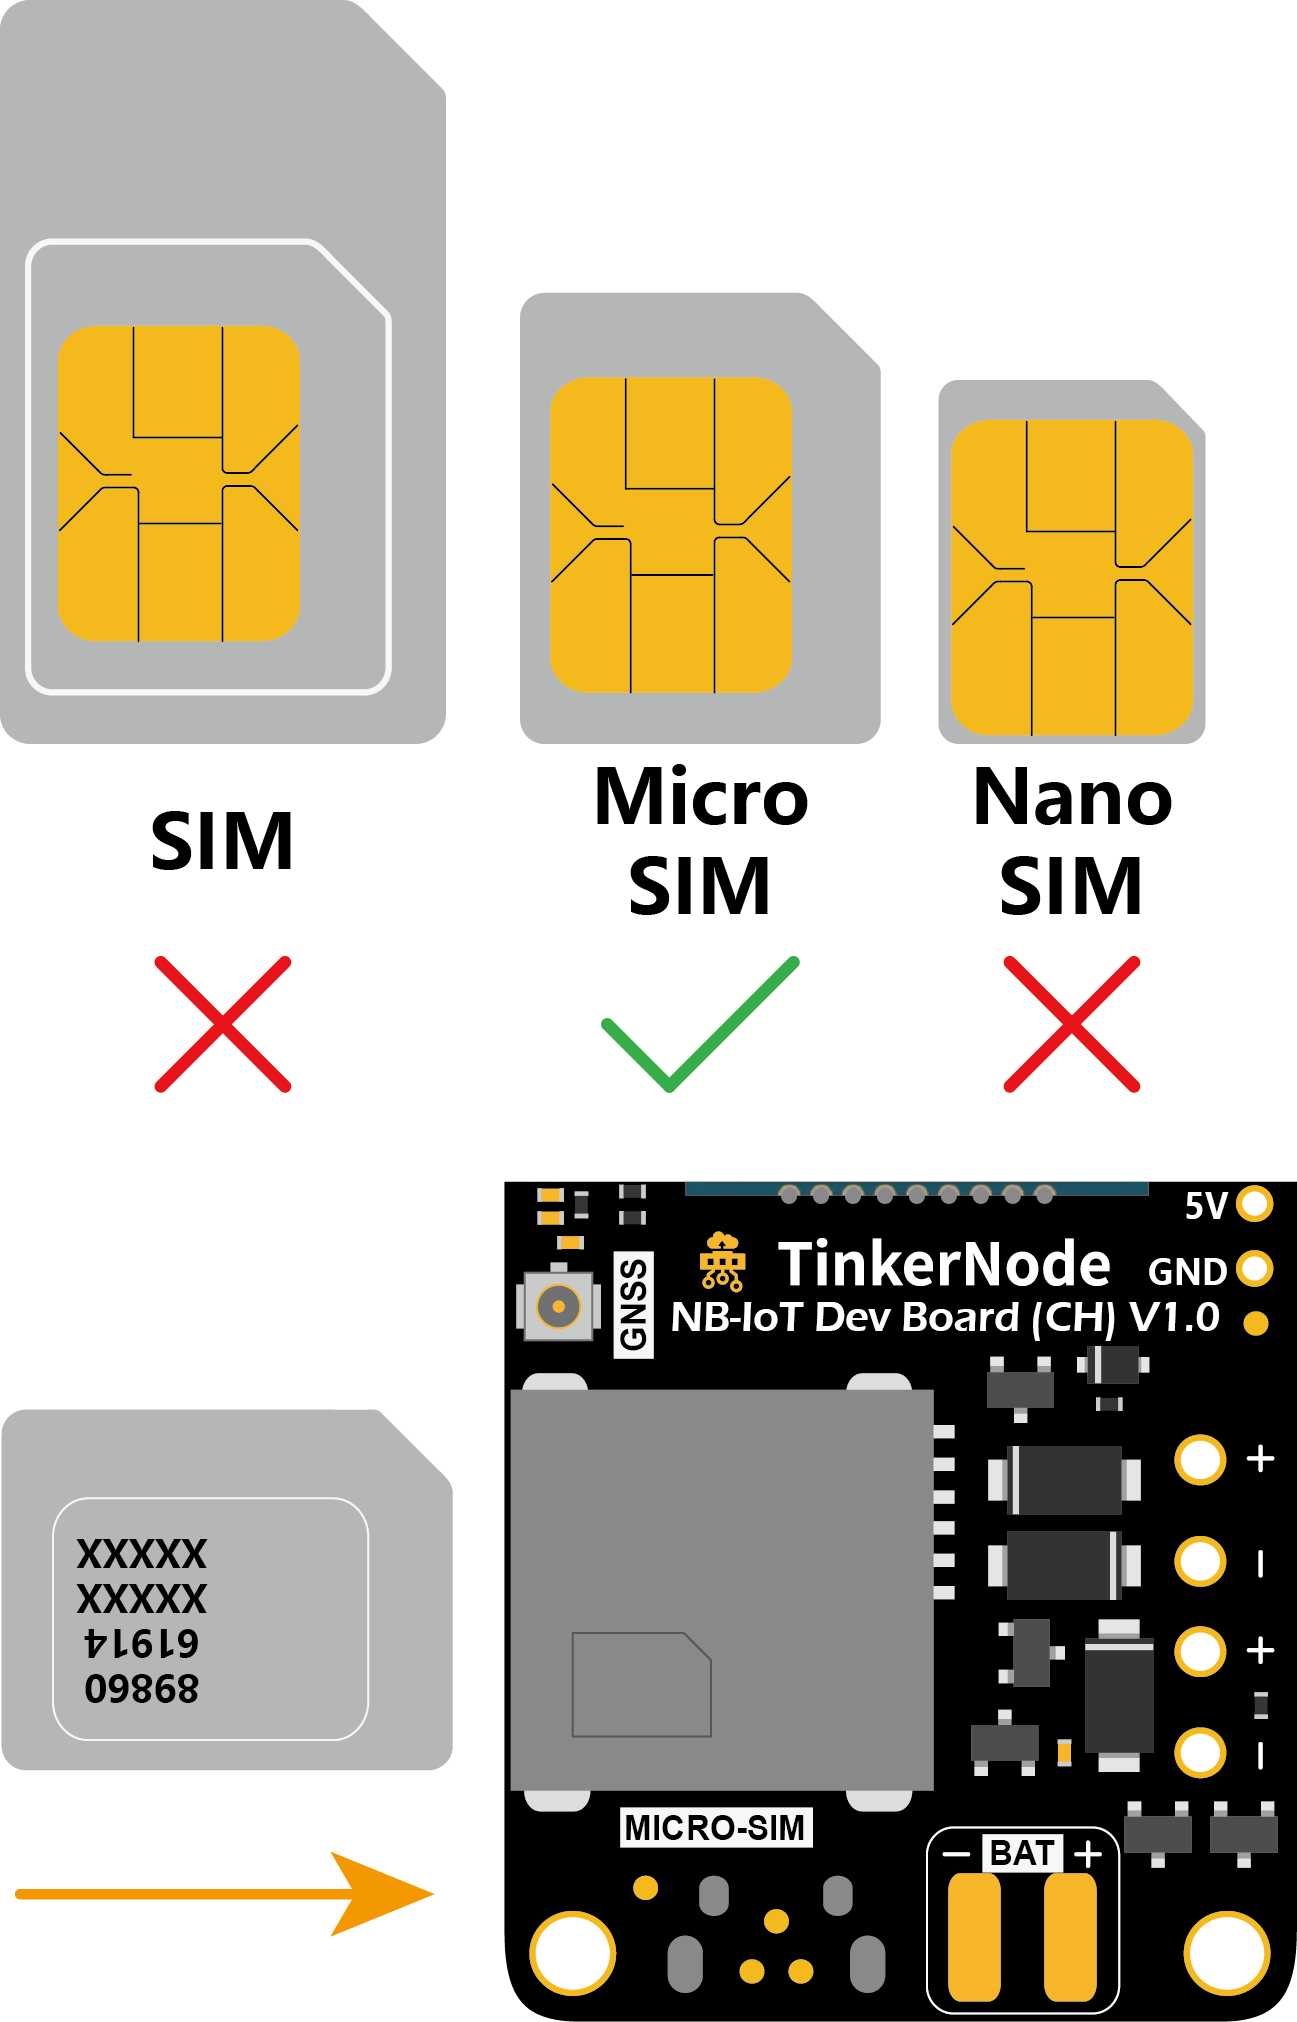 SIM
Micro
SIM
Nano
SIM
89860
61914
XXXXX
XXXXX
5V
TinkerNode
GND
GNSS
NB-IoT Dev Board (CH) V1.0
+
−
+
−
MICRO-SIM
− BAT +